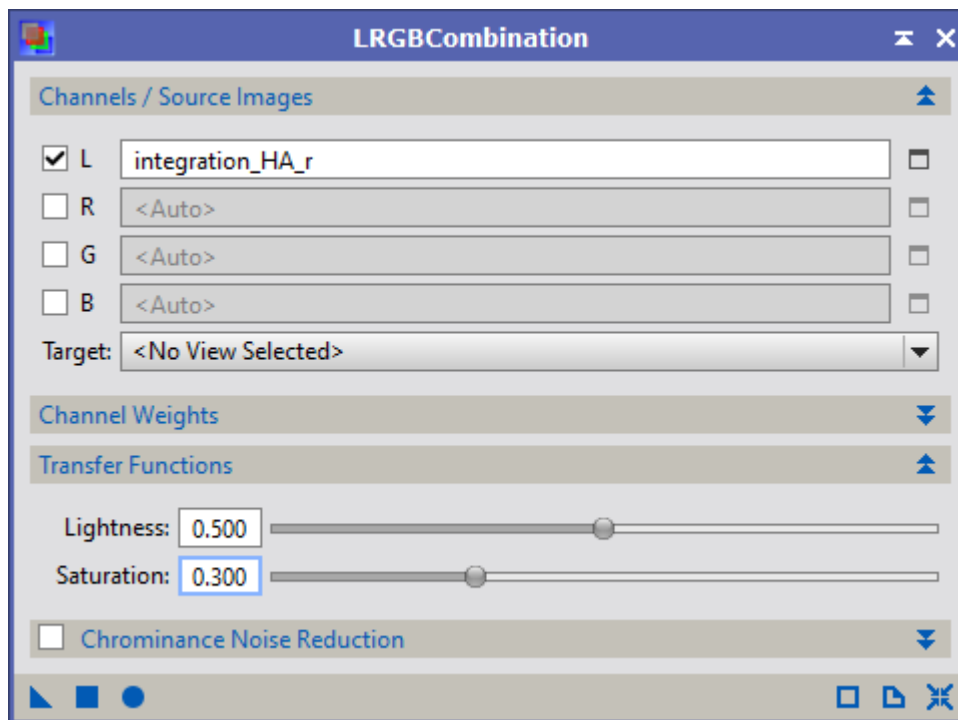 LRGBCombination
Channels / Source Images
L integration_HA_r
R <Auto>
G <Auto>
B <Auto>
Target: <No View Selected>
Channel Weights
Transfer Functions
Lightness: 0.500
Saturation: 0.300
Chrominance Noise Reduction